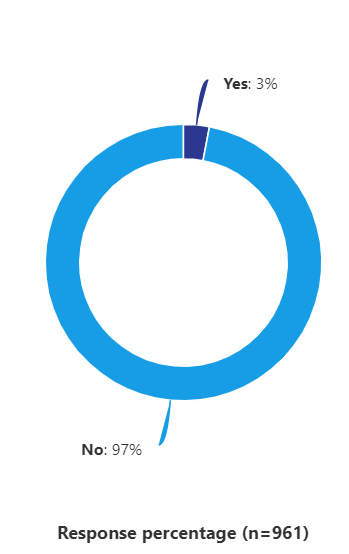 Yes: 3%
No: 97%
Response percentage (n=961)